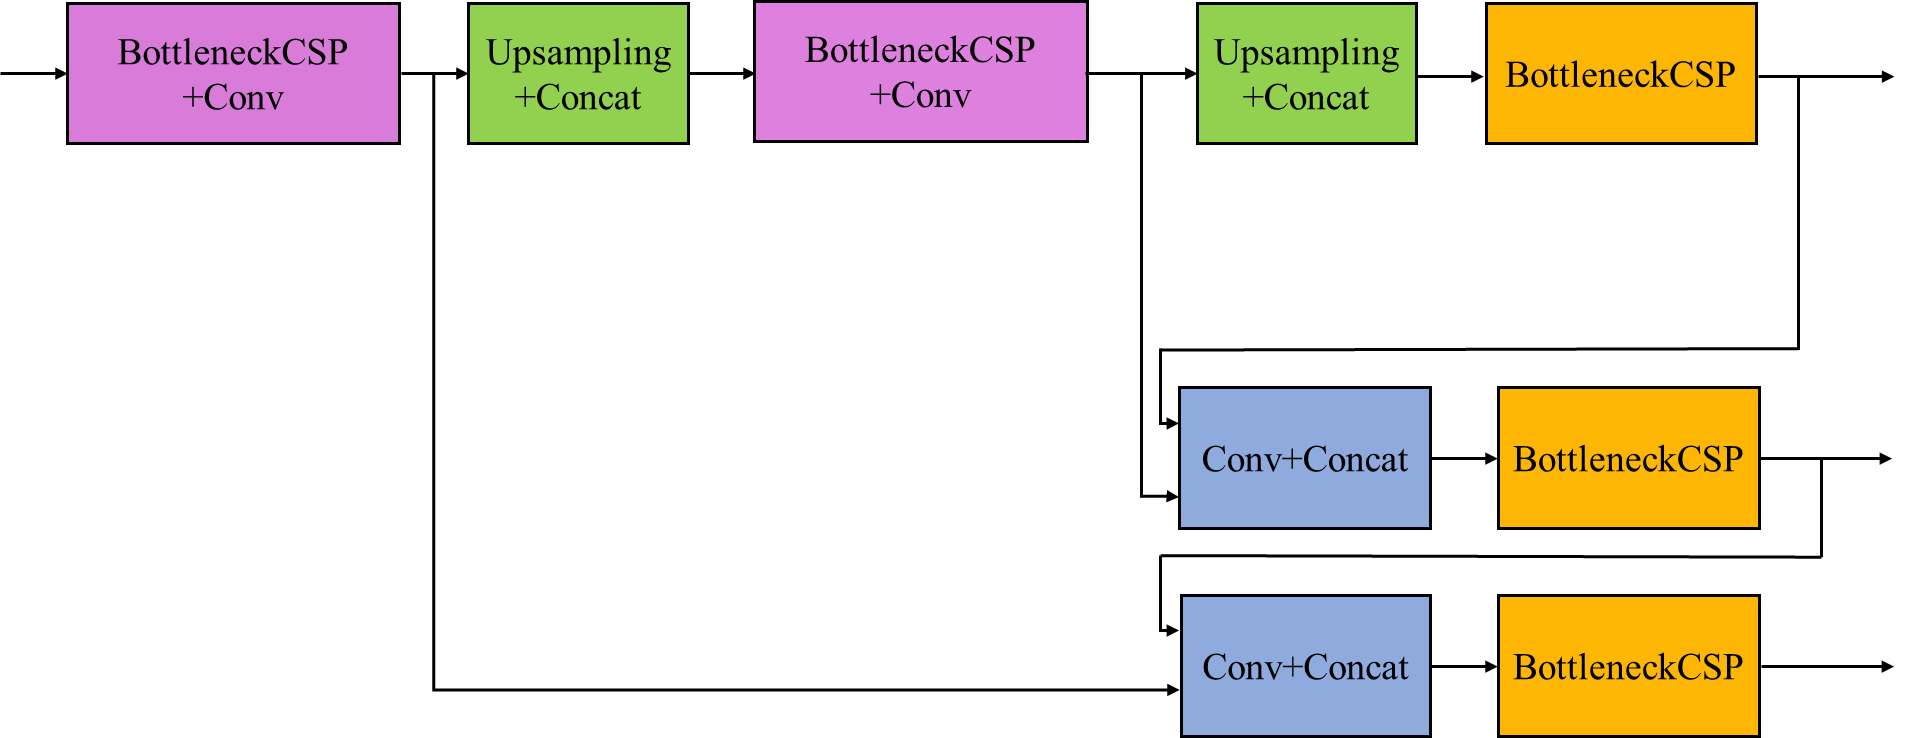 BottleneckCSP
+Conv
Upsampling
+Concat
BottleneckCSP
+Conv
Upsampling
+Concat
BottleneckCSP
Conv+Concat
BottleneckCSP
Conv+Concat
BottleneckCSP